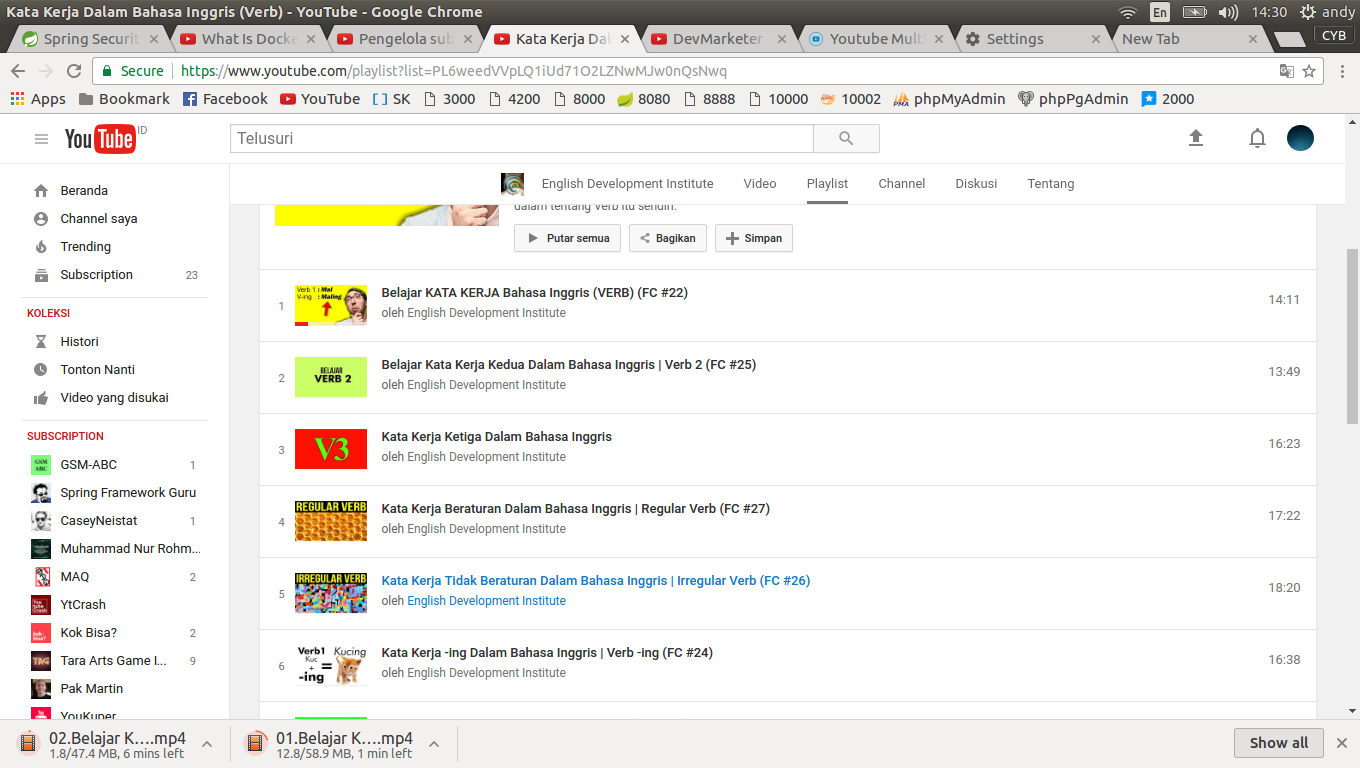 Kata Kerja Dalam Bahasa Inggris (Verb) - YouTube - Google Chrome
En
14:30
andy
Spring Securit
What Is Docke
Pengelola sub
Kata Kerja Dal
DevMarketer
Youtube Multi
Settings
New Tab
CYB
Secure
https://www.youtube.com/playlist?list=PL6weedVVpLQ1iUd71O2LZNwMJw0nQsNwq
Apps
Bookmark
Facebook
YouTube
SK
3000
4200
8000
8080
8888
10000
10002
phpMyAdmin
phpPgAdmin
2000
YouTube ID
Telusuri
English Development Institute
Video
Playlist
Channel
Diskusi
Tentang
Beranda
Channel saya
Trending
Subscription 23
KOLEKSI
Histori
Tonton Nanti
Video yang disukai
SUBSCRIPTION
GSM-ABC 1
Spring Framework Guru
CaseyNeistat 1
Muhammad Nur Rohm...
MAQ 2
YtCrash
Kok Bisa? 2
Tara Arts Game I... 9
Pak Martin
YouKuper
dalam tentang Verb itu sendiri.
Putar semua
Bagikan
Simpan
1
Verb 1 : Mal
V-ing : Maling
Belajar KATA KERJA Bahasa Inggris (VERB) (FC #22)
oleh English Development Institute
14:11
2
BELAJAR
VERB 2
Belajar Kata Kerja Kedua Dalam Bahasa Inggris | Verb 2 (FC #25)
oleh English Development Institute
13:49
3
V3
Kata Kerja Ketiga Dalam Bahasa Inggris
oleh English Development Institute
16:23
4
REGULAR VERB
Kata Kerja Beraturan Dalam Bahasa Inggris | Regular Verb (FC #27)
oleh English Development Institute
17:22
5
IRREGULAR VERB
Kata Kerja Tidak Beraturan Dalam Bahasa Inggris | Irregular Verb (FC #26)
oleh English Development Institute
18:20
6
Verb1 Kucing
Kuc
+ =
-ing
Kata Kerja -ing Dalam Bahasa Inggris | Verb -ing (FC #24)
oleh English Development Institute
16:38
02.Belajar K....mp4
1.8/47.4 MB, 6 mins left
01.Belajar K....mp4
12.8/58.9 MB, 1 min left
Show all